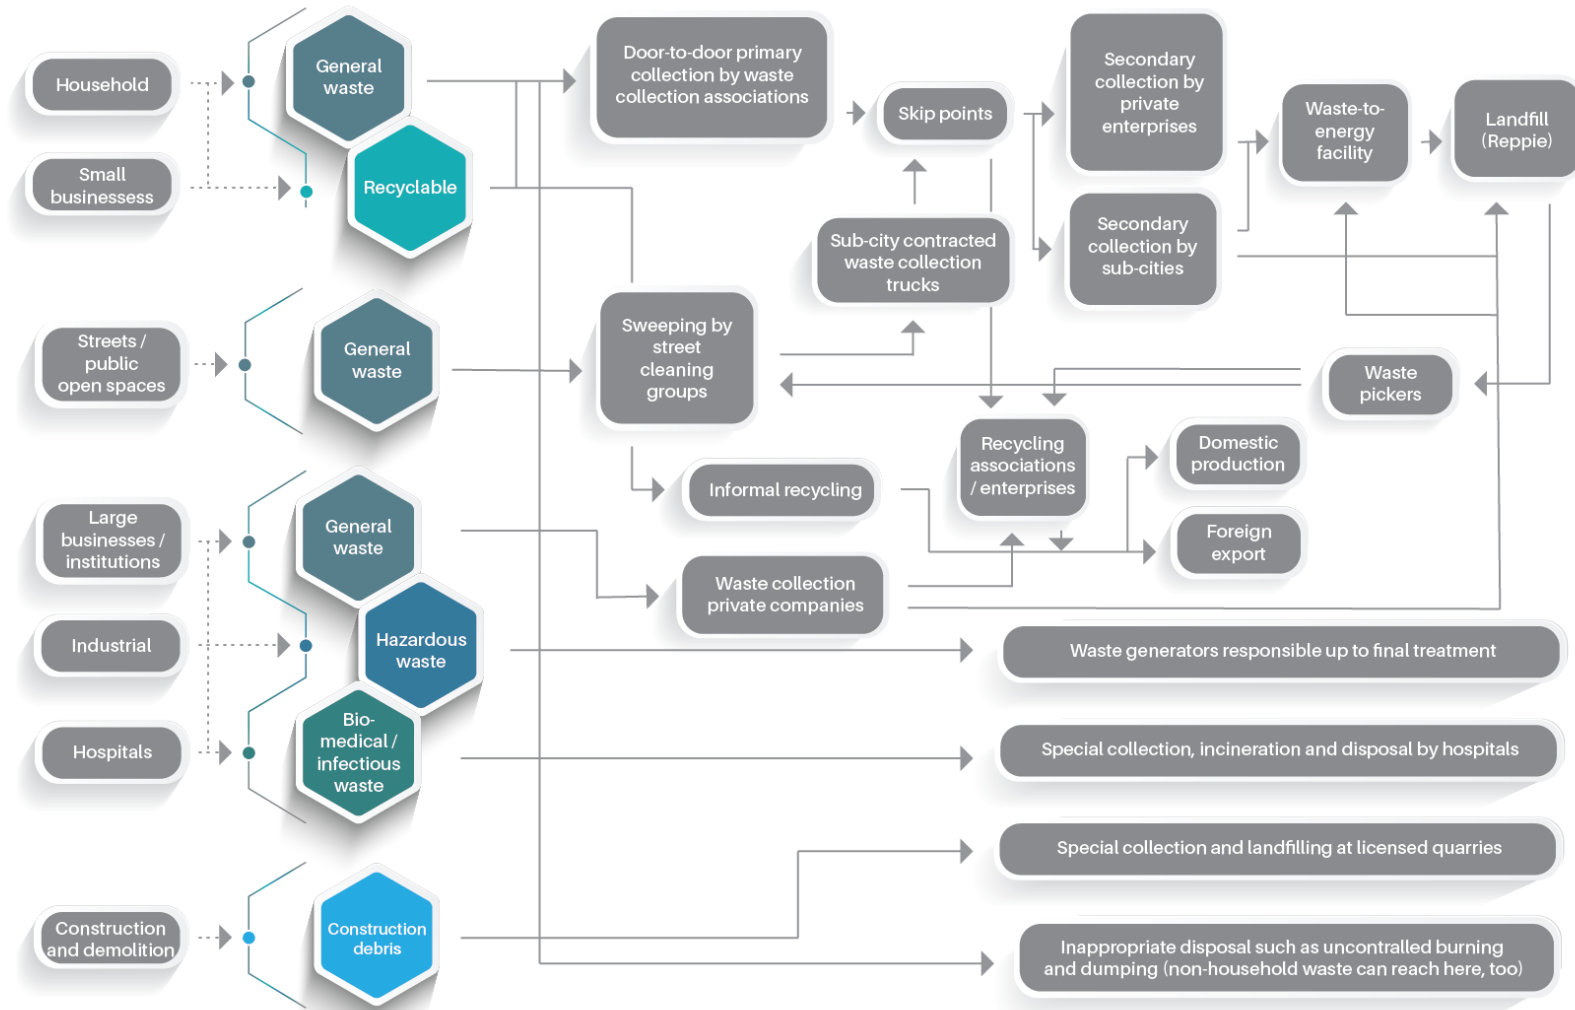 Household
Small
businessess
General
waste
Recyclable
Door-to-door primary
collection by waste
collection associations
Skip points
Secondary
collection by
private
enterprises
Waste-to-
energy
facility
Landfill
(Reppie)
Sub-city contracted
waste collection
trucks
Secondary
collection by
sub-cities
Streets /
public
open spaces
General
waste
Sweeping by
street
cleaning
groups
Waste
pickers
Recycling
associations
/ enterprises
Domestic
production
Informal recycling
Foreign
export
Large
businesses /
institutions
General
waste
Waste collection
private companies
Industrial
Hazardous
waste
Waste generators responsible up to final treatment
Hospitals
Bio-
medical /
infectious
waste
Special collection, incineration and disposal by hospitals
Special collection and landfilling at licensed quarries
Construction
and demolition
Construction
debris
Inappropriate disposal such as uncontrolled burning
and dumping (non-household waste can reach here, too)